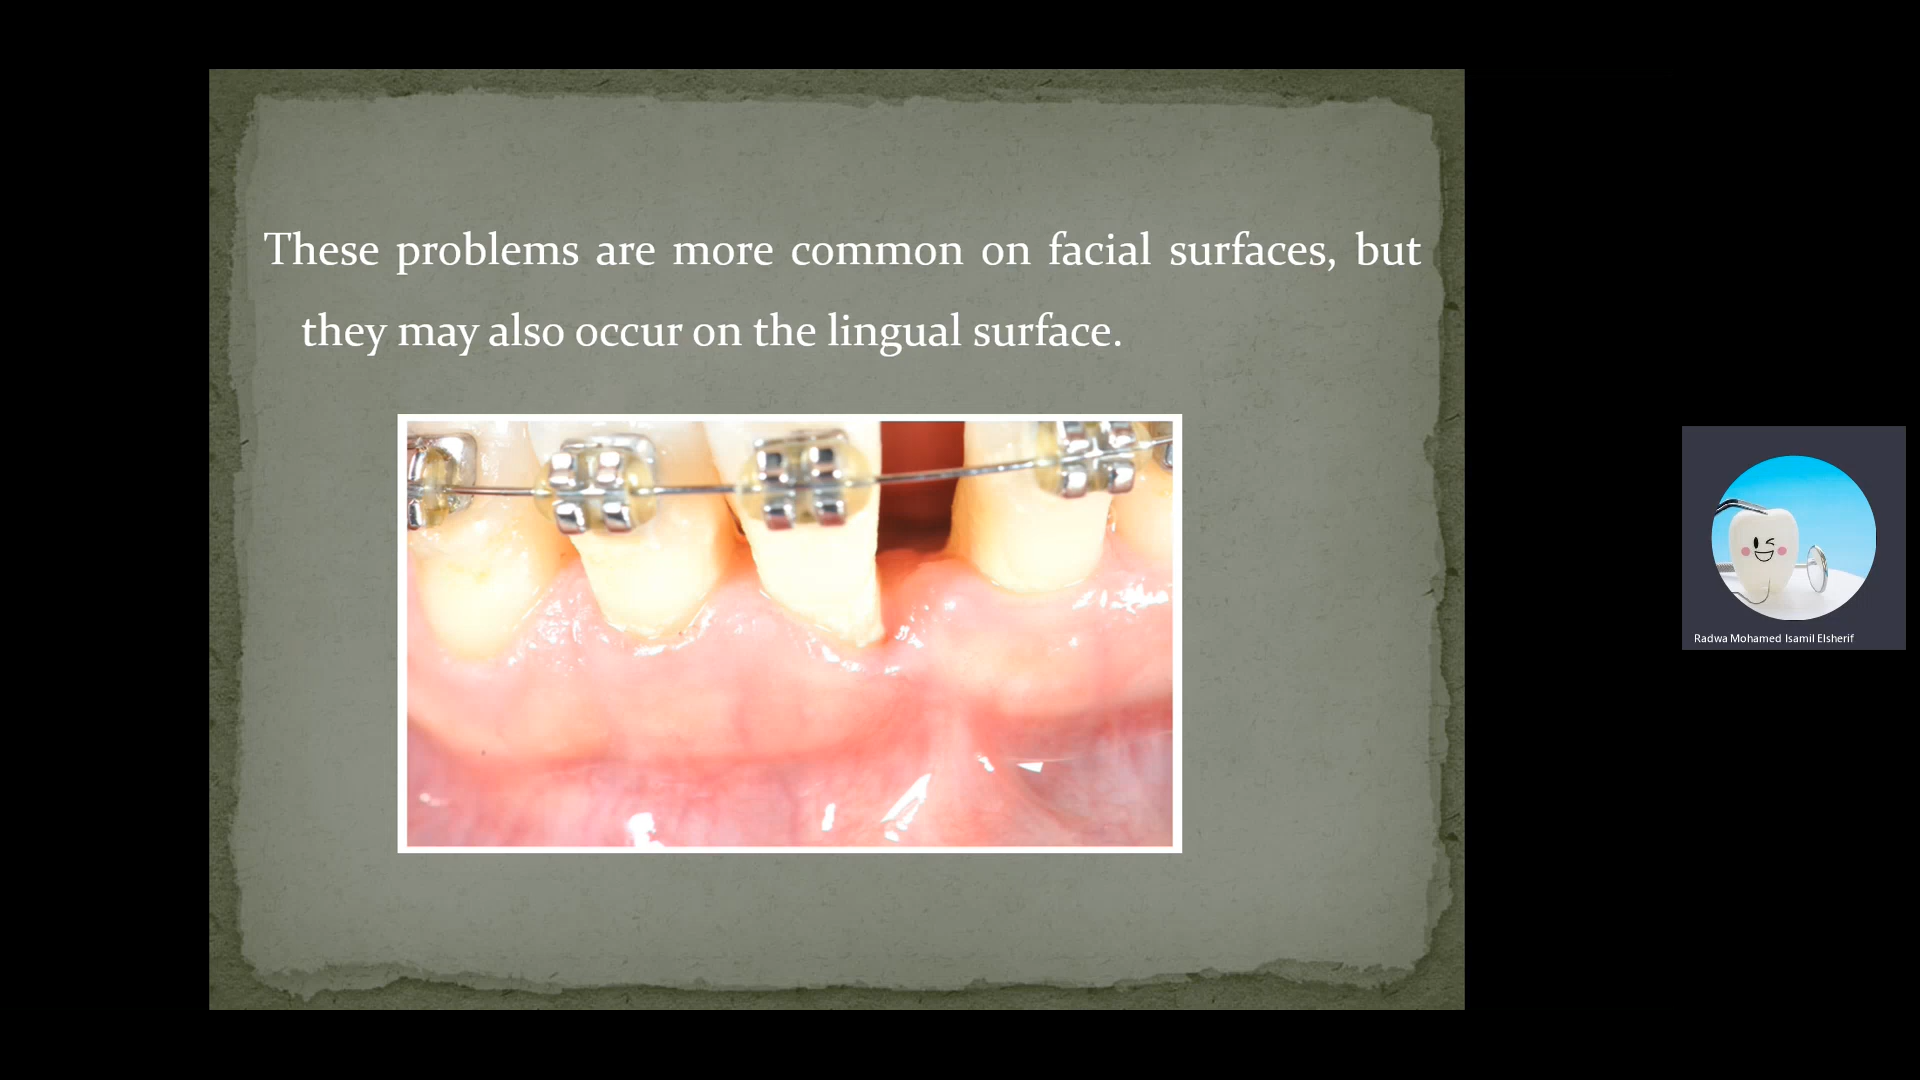 These problems are more common on facial surfaces, but
they may also occur on the lingual surface.
Radwa Mohamed Isamil Elsherif